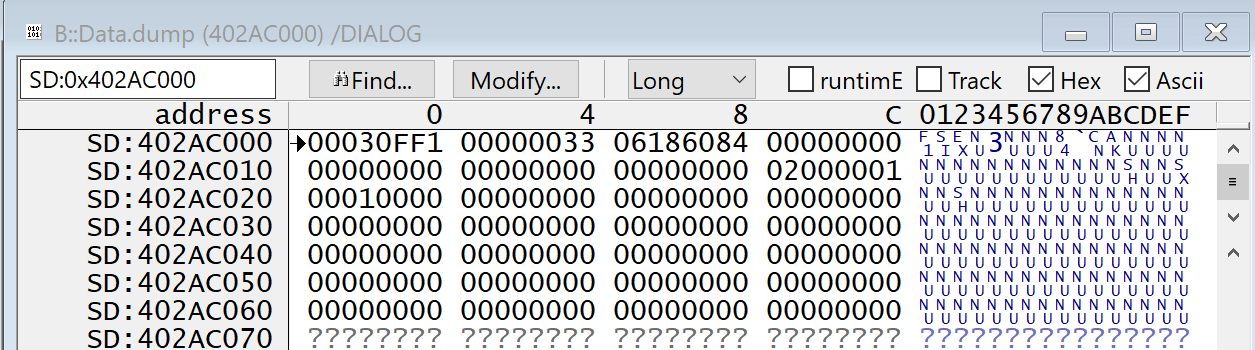 B::Data.dump (402AC000) /DIALOG
SD:0x402AC000 Find... Modify... Long runtimE Track Hex Ascii
address 0 4 8 C 0123456789ABCDEF
SD:402AC000 00030FF1 00000033 06186084 00000000
SD:402AC010 00000000 00000000 00000000 02000001
SD:402AC020 00010000 00000000 00000000 00000000
SD:402AC030 00000000 00000000 00000000 00000000
SD:402AC040 00000000 00000000 00000000 00000000
SD:402AC050 00000000 00000000 00000000 00000000
SD:402AC060 00000000 00000000 00000000 00000000
SD:402AC070 ???????? ???????? ???????? ???????? ????????????????